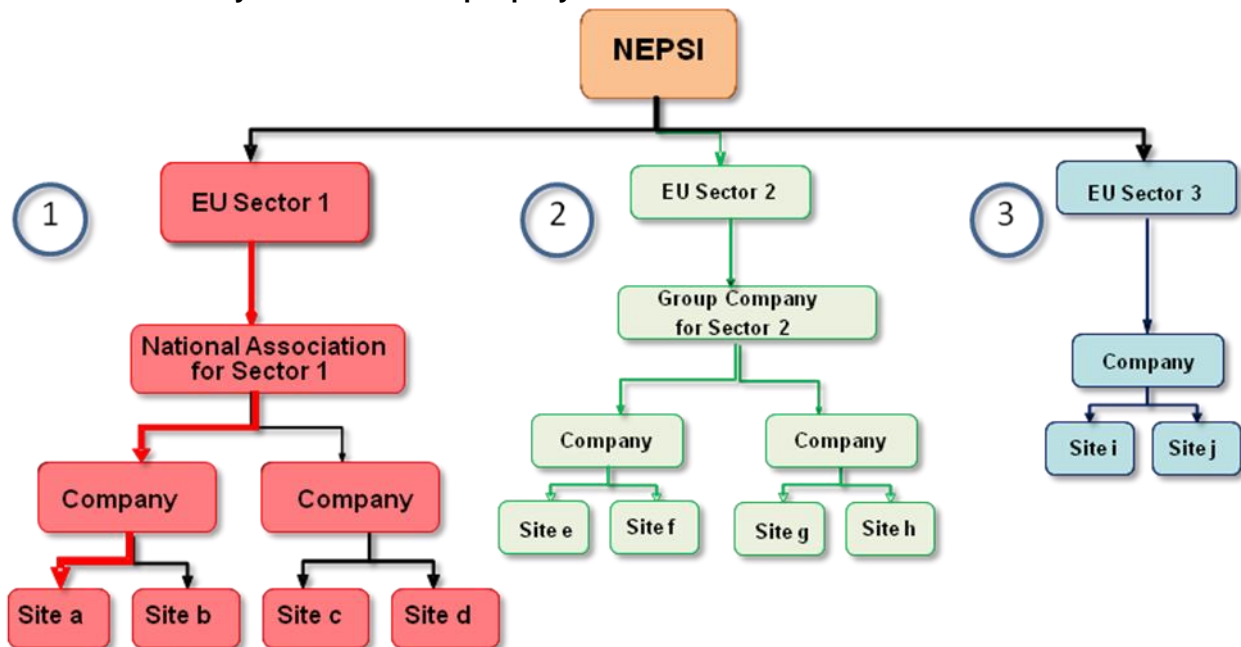 NEPSI
1
EU Sector 1
2
EU Sector 2
3
EU Sector 3
National Association
for Sector 1
Group Company
for Sector 2
Company
Company
Company
Company
Company
Site a
Site b
Site c
Site d
Site e
Site f
Site g
Site h
Site i
Site j